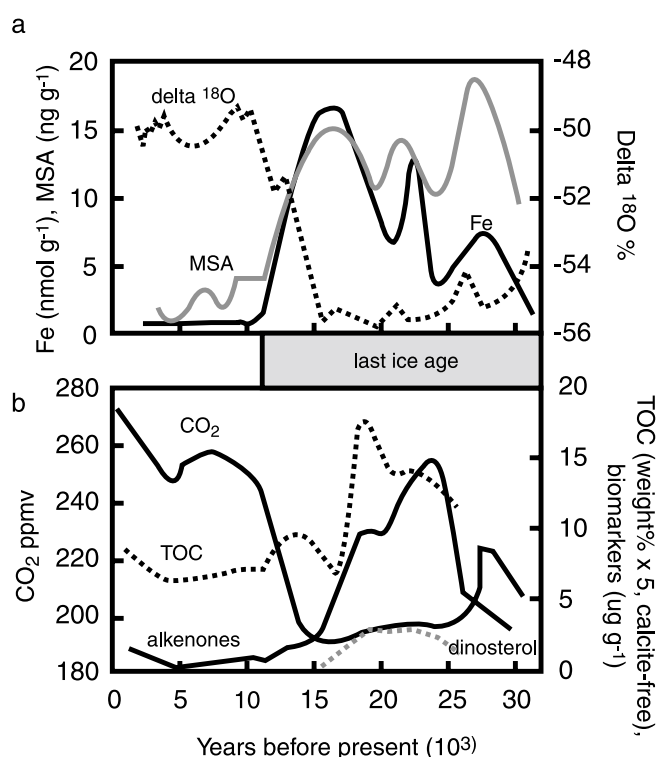 a
Fe (nmol g-1), MSA (ng g-1)
20
15
10
5
0
delta 18O
MSA
Fe
-48
-50
-52
-54
-56
Delta 18O %
last ice age
b
CO2 ppmv
280
260
240
220
200
180
CO2
TOC
alkenones
dinosterol
20
15
10
5
0
TOC (weight% x 5, calcite-free),
biomarkers (ug g-1)
0 5 10 15 20 25 30
Years before present (103)